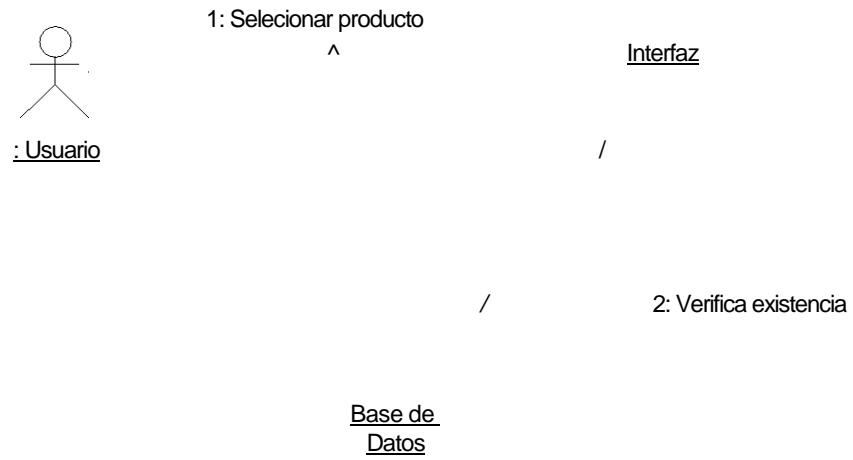 1: Selecionar producto
^
Interfaz
: Usuario
/
/
2: Verifica existencia
Base de
Datos